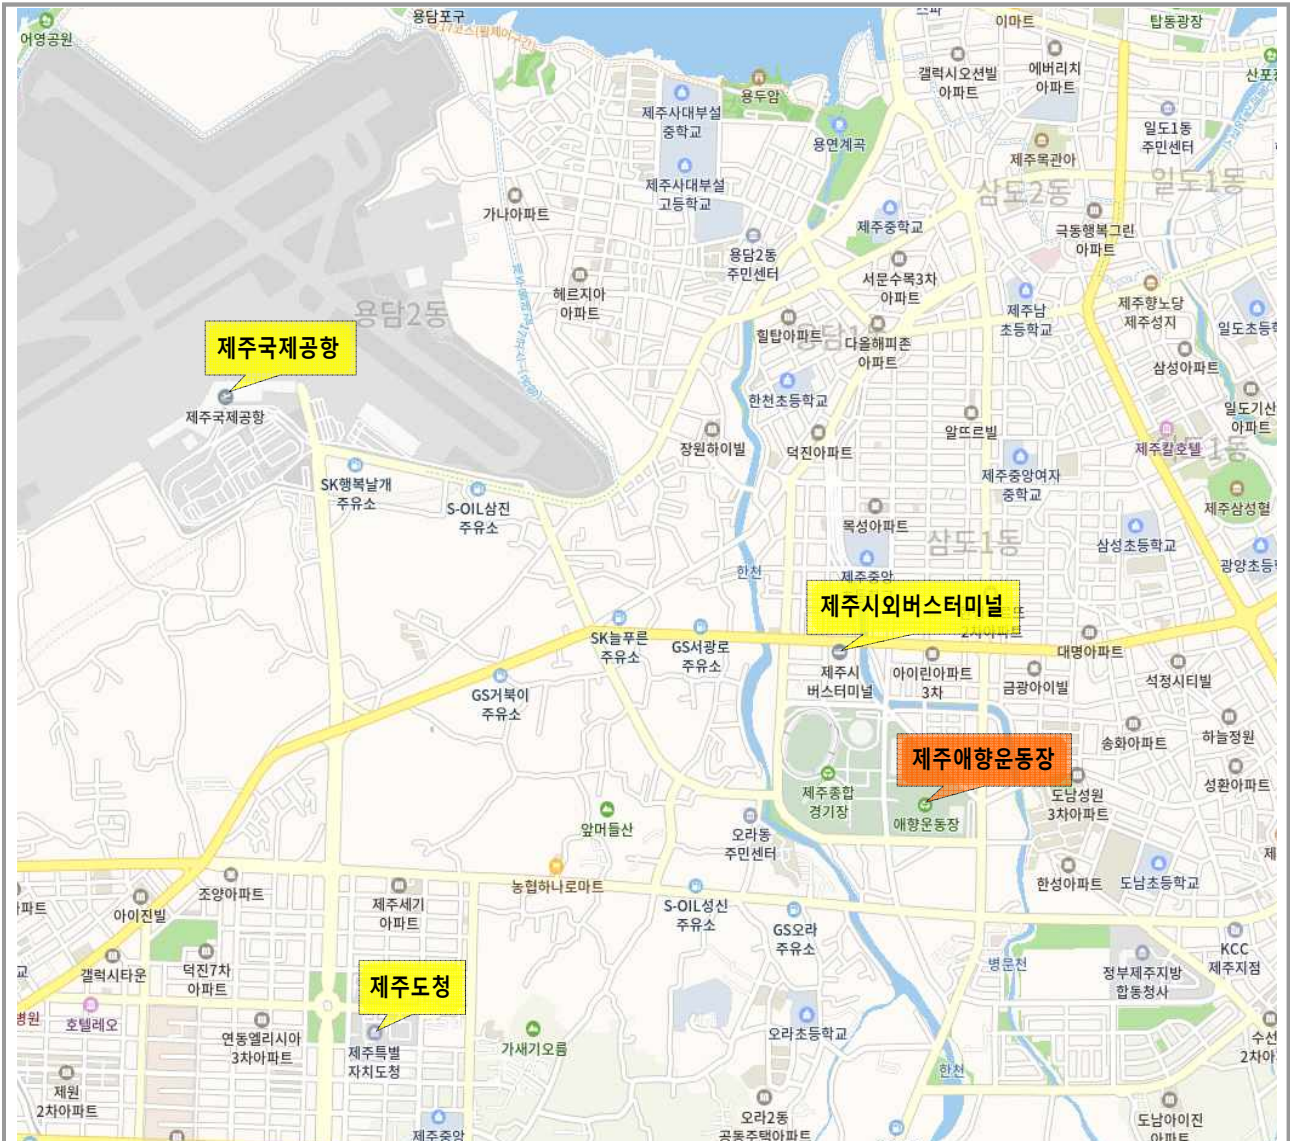 용담포구
어영공원
스파
이마트
탑동광장
갤럭시오션빌
아파트
에버리치
아파트
용두암
제주사대부설
중학교
용연계곡
일도1동
주민센터
제주목관아
제주사대부설
고등학교
삼도2동
일도1동
가나아파트
제주중학교
극동행복그린
아파트
용담2동
주민센터
서문수목3차
아파트
헤르지아
아파트
제주남
초등학교
제주향노당
제주성지
용담2동
힐탑아파트
다올해피존
아파트
제주국제공항
삼성아파트
한천초등학교
제주국제공항
알뜨르빌
일도기산
아파트
장원하이빌
덕진아파트
제주칼호텔
제주중앙여자
중학교
SK행복날개
주유소
S-OIL삼진
주유소
제주삼성혈
목성아파트
삼도1동
삼성초등학교
한천
제주중앙
제주시외버스터미널
2차아파트
SK늘푸른
주유소
GS서광로
주유소
대명아파트
제주시
버스터미널
아이린아파트
3차
금광아이빌
석정시티빌
GS거북이
주유소
송화아파트
하늘정원
제주애향운동장
제주종합
경기장
애향운동장
도남성원
3차아파트
성환아파트
앞머들산
오라동
주민센터
농협하나로마트
한성아파트
도남초등학교
조양아파트
제주세기
아파트
아이진빌
S-OIL성신
주유소
GS오라
주유소
KCC
제주지점
갤럭시타운
덕진7차
아파트
병문천
정부제주지방
합동청사
제주도청
호텔레오
연동엘리시아
3차아파트
제주특별
자치도청
가새기오름
오라초등학교
한천
제원
2차아파트
오라2동
공동주택아파트
도남아이진
아파트
제주중앙